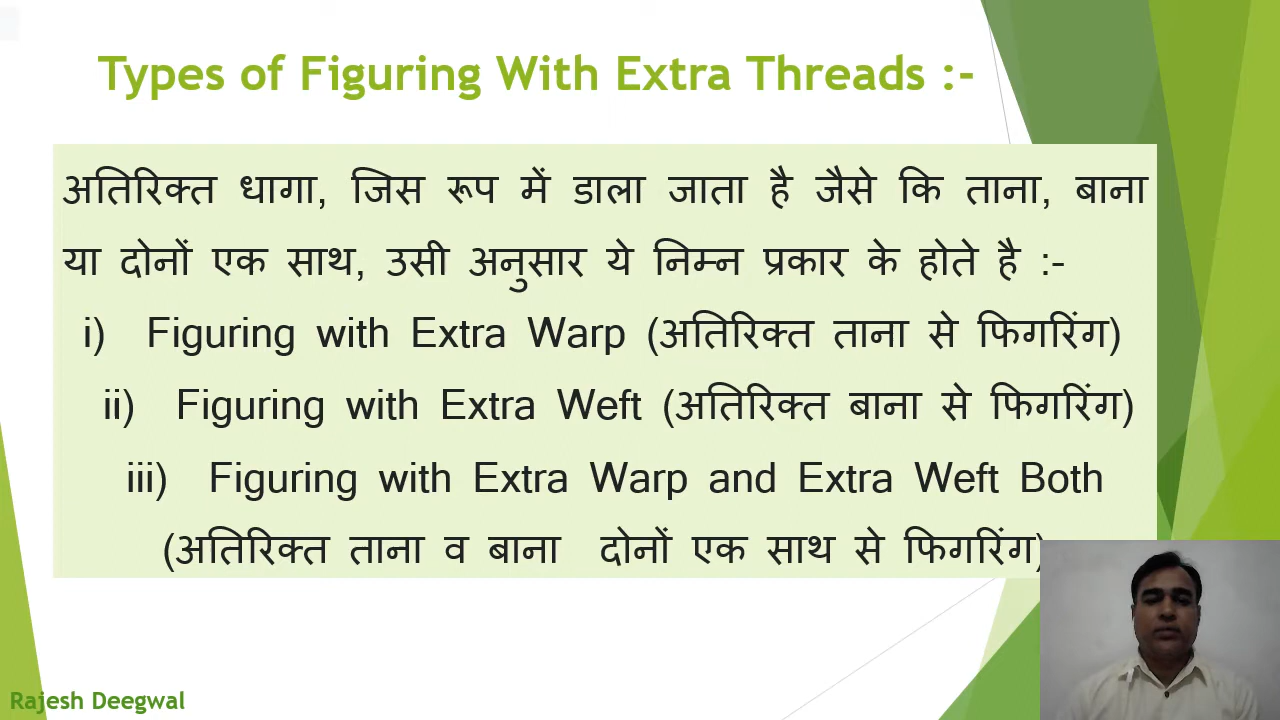 Types of Figuring With Extra Threads :-
अतिरिक्त धागा, जिस रूप में डाला जाता है जैसे कि ताना, बाना
या दोनों एक साथ, उसी अनुसार ये निम्न प्रकार के होते है :-
i) Figuring with Extra Warp (अतिरिक्त ताना से फिगरिंग)
ii) Figuring with Extra Weft (अतिरिक्त बाना से फिगरिंग)
iii) Figuring with Extra Warp and Extra Weft Both
(अतिरिक्त ताना व बाना दोनों एक साथ से फिगरिंग)
Rajesh Deegwal